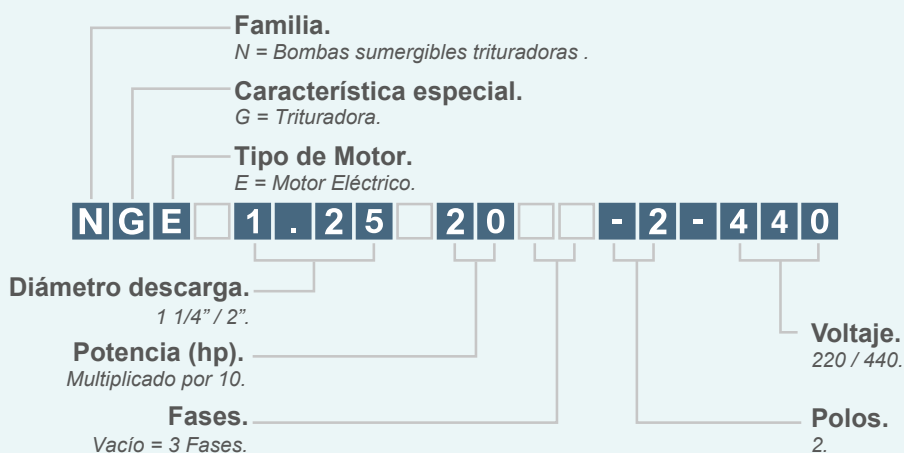 Familia.
N = Bombas sumergibles trituradoras .
Característica especial.
G = Trituradora.
Tipo de Motor.
E = Motor Eléctrico.
NGE 1.25 20 -2-440
Diámetro descarga.
1 1/4” / 2”.
Potencia (hp).
Multiplicado por 10.
Fases.
Vacío = 3 Fases.
Voltaje.
220 / 440.
Polos.
2.